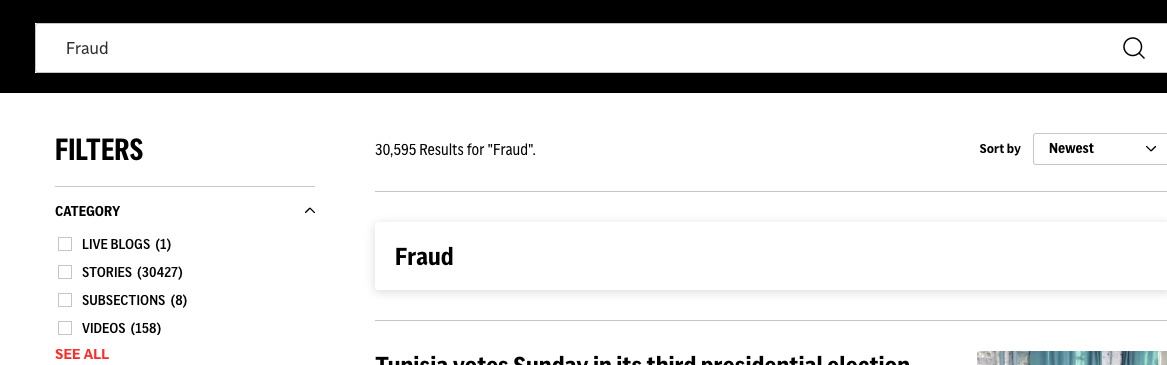 Fraud
FILTERS
30,595 Results for "Fraud".
Sort by
Newest
CATEGORY
LIVE BLOGS (1)
STORIES (30427)
SUBSECTIONS (8)
VIDEOS (158)
SEE ALL
Fraud
Tunisia votes Sunday in its third presidential election